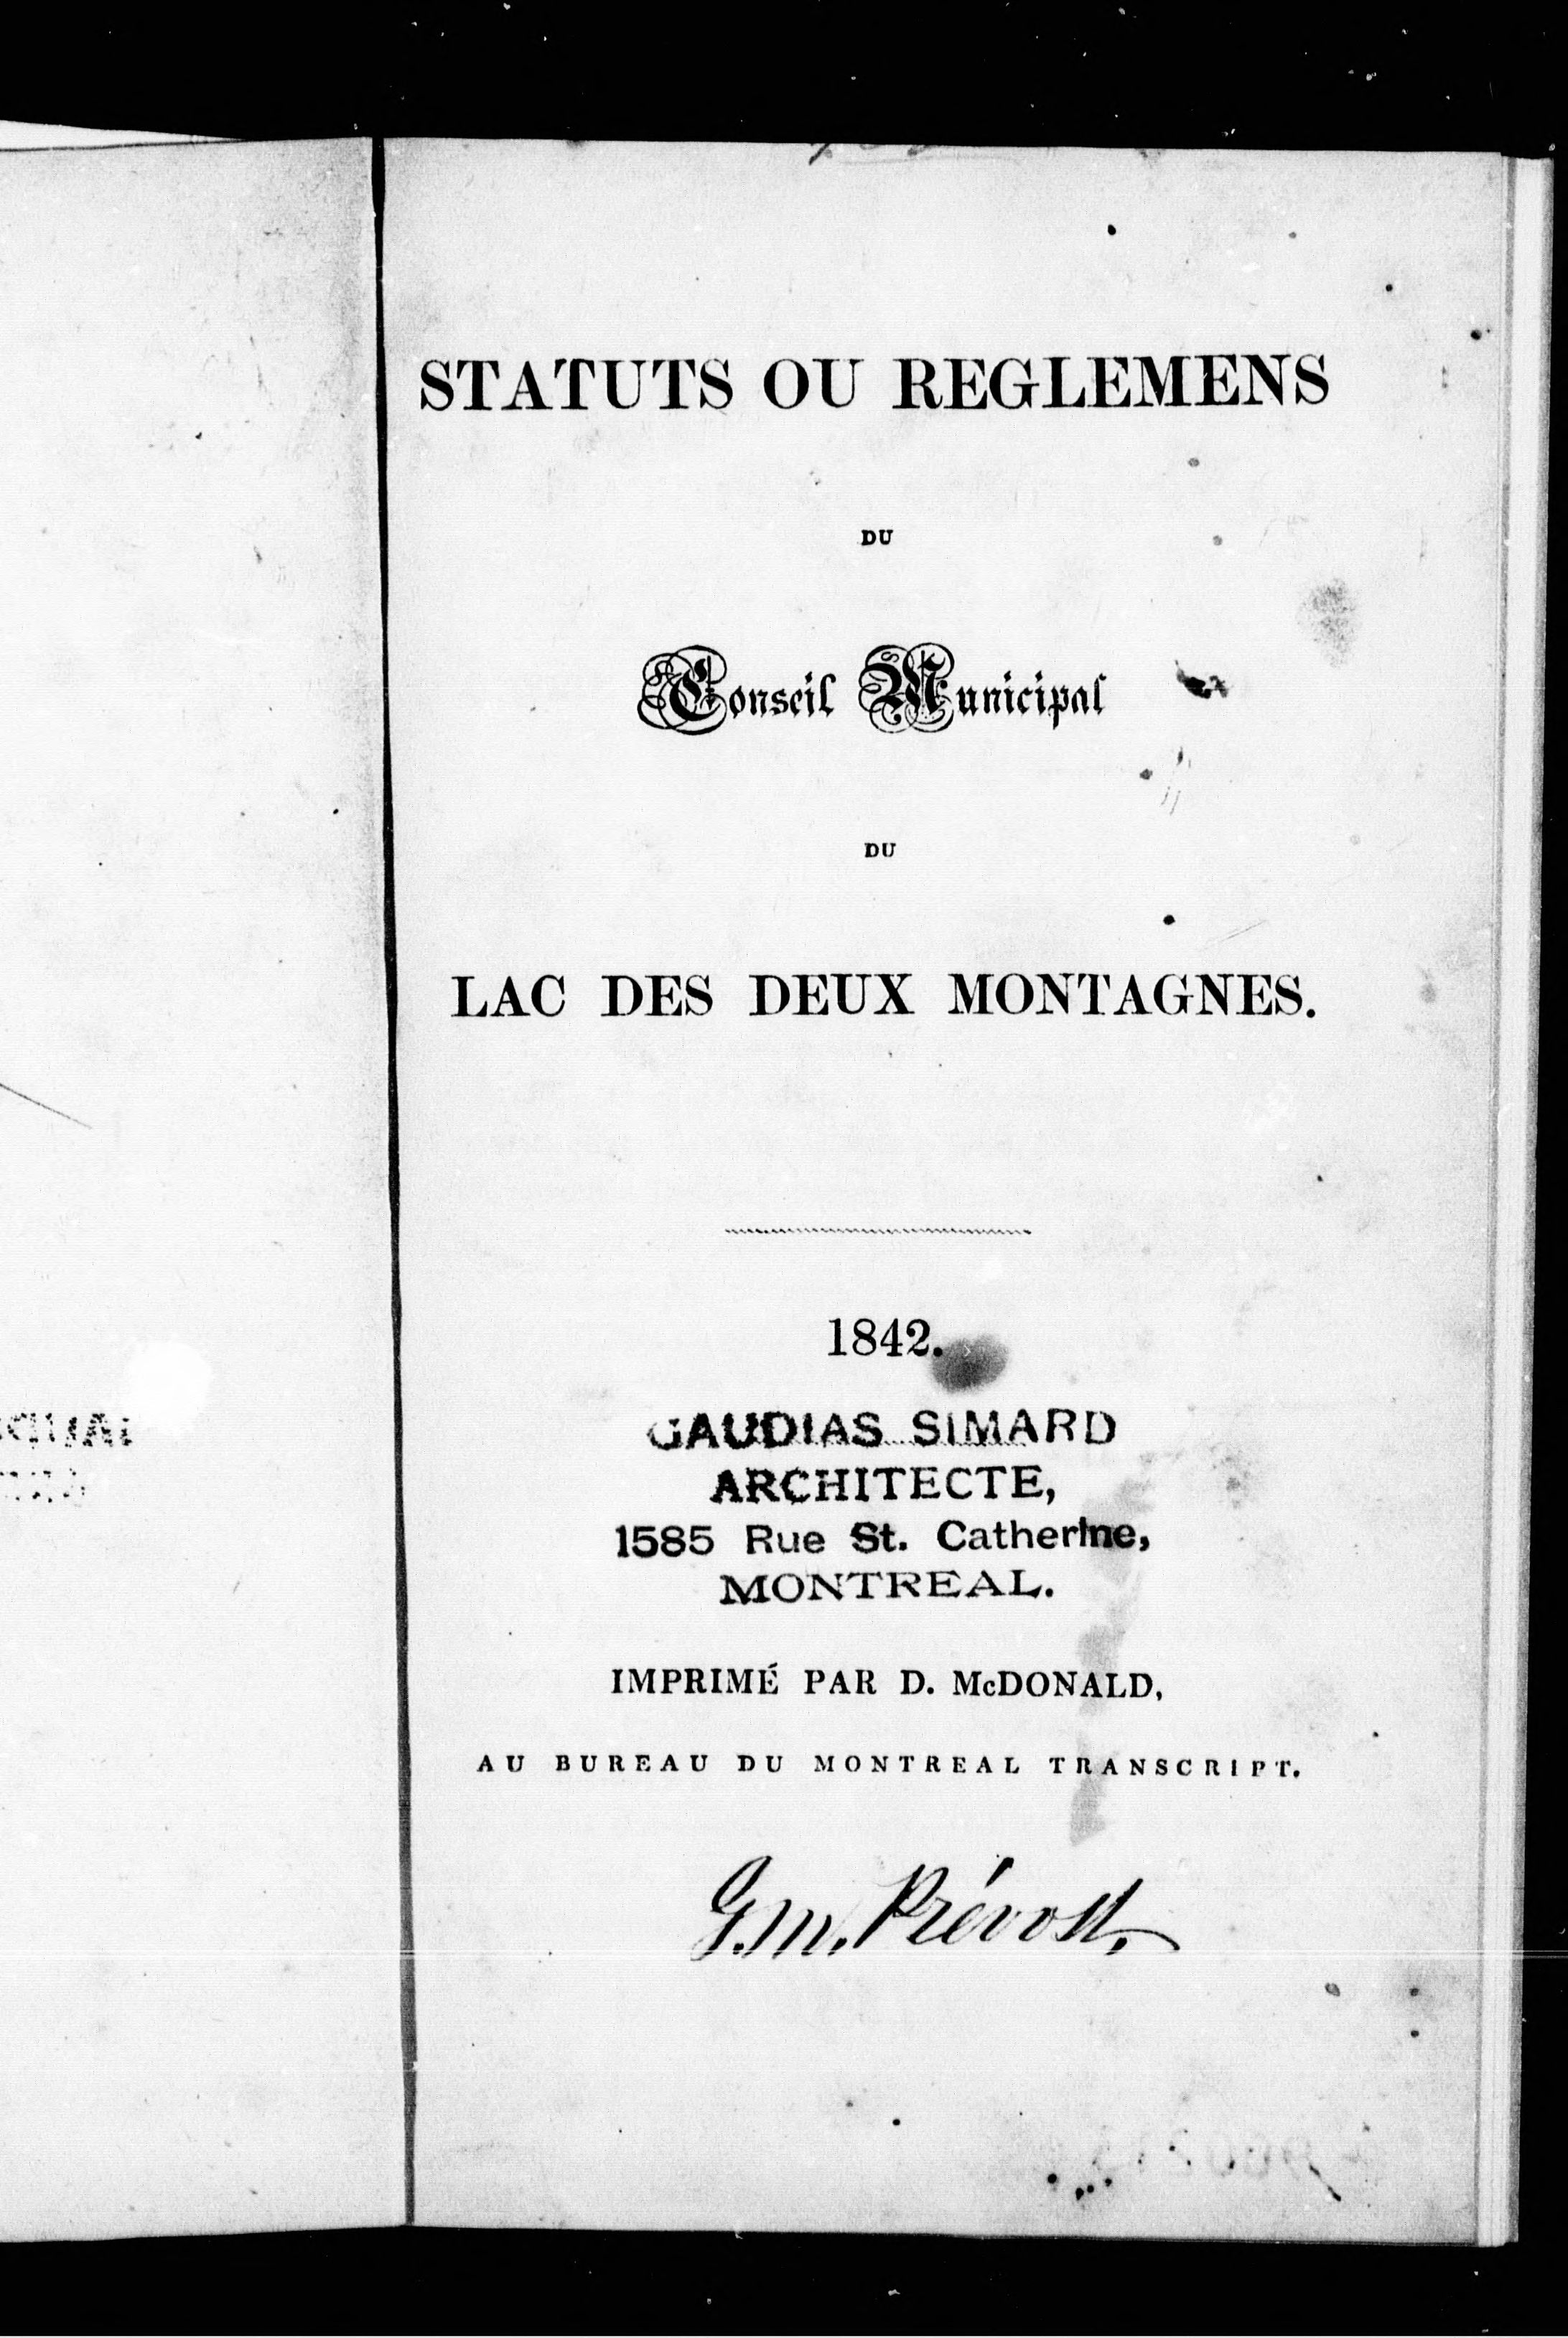 STATUTS OU REGLEMENS
DU
Conseil Municipal
DU
LAC DES DEUX MONTAGNES.
1842.
GAUDIAS SIMARD
ARCHITECTE,
1585 Rue St. Catherine,
MONTREAL.
IMPRIMÉ PAR D. McDONALD,
AU BUREAU DU MONTREAL TRANSCRIPT.
G. M. Prévost.